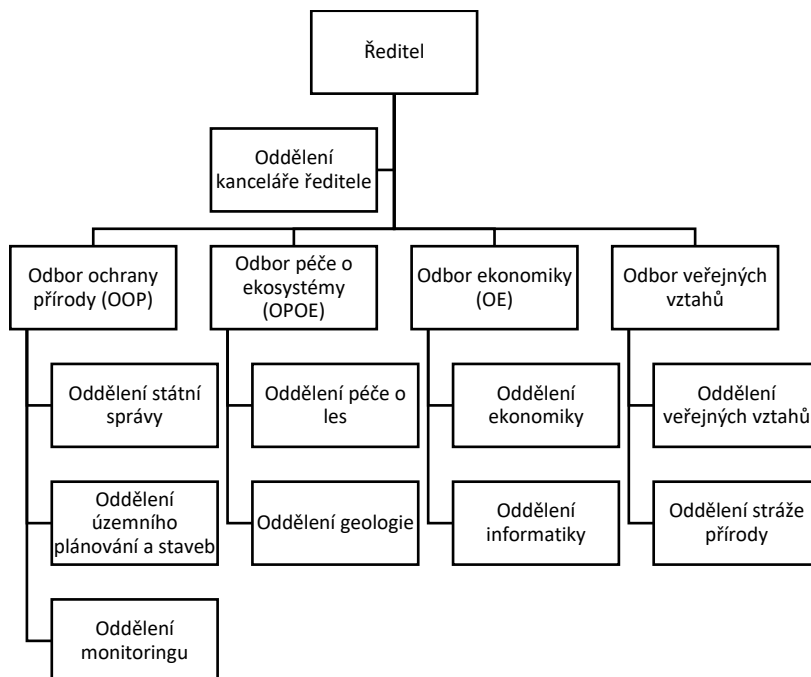 Ředitel
Oddělení
kanceláře ředitele
Odbor ochrany
přírody (OOP)
Odbor péče o
ekosystémy
(OPOE)
Odbor ekonomiky
(OE)
Odbor veřejných
vztahů
Oddělení státní
správy
Oddělení péče o
les
Oddělení
ekonomiky
Oddělení
veřejných vztahů
Oddělení
územního
plánování a staveb
Oddělení geologie
Oddělení
informatiky
Oddělení stráže
přírody
Oddělení
monitoringu